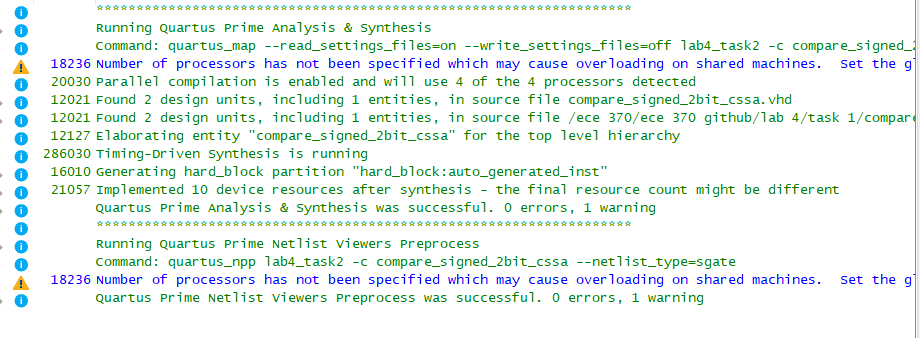 ****************************************************************
Running Quartus Prime Analysis & Synthesis
Command: quartus_map --read_settings_files=on --write_settings_files=off lab4_task2 -c compare_signed_2
18236 Number of processors has not been specified which may cause overloading on shared machines.  Set the gl
20030 Parallel compilation is enabled and will use 4 of the 4 processors detected
12021 Found 2 design units, including 1 entities, in source file compare_signed_2bit_cssa.vhd
12021 Found 2 design units, including 1 entities, in source file /ece 370/ece 370 github/lab 4/task 1/compare
12127 Elaborating entity "compare_signed_2bit_cssa" for the top level hierarchy
286030 Timing-Driven Synthesis is running
16010 Generating hard_block partition "hard_block:auto_generated_inst"
21057 Implemented 10 device resources after synthesis - the final resource count might be different
Quartus Prime Analysis & Synthesis was successful. 0 errors, 1 warning
****************************************************************
Running Quartus Prime Netlist Viewers Preprocess
Command: quartus_npp lab4_task2 -c compare_signed_2bit_cssa --netlist_type=sgate
18236 Number of processors has not been specified which may cause overloading on shared machines.  Set the gl
Quartus Prime Netlist Viewers Preprocess was successful. 0 errors, 1 warning